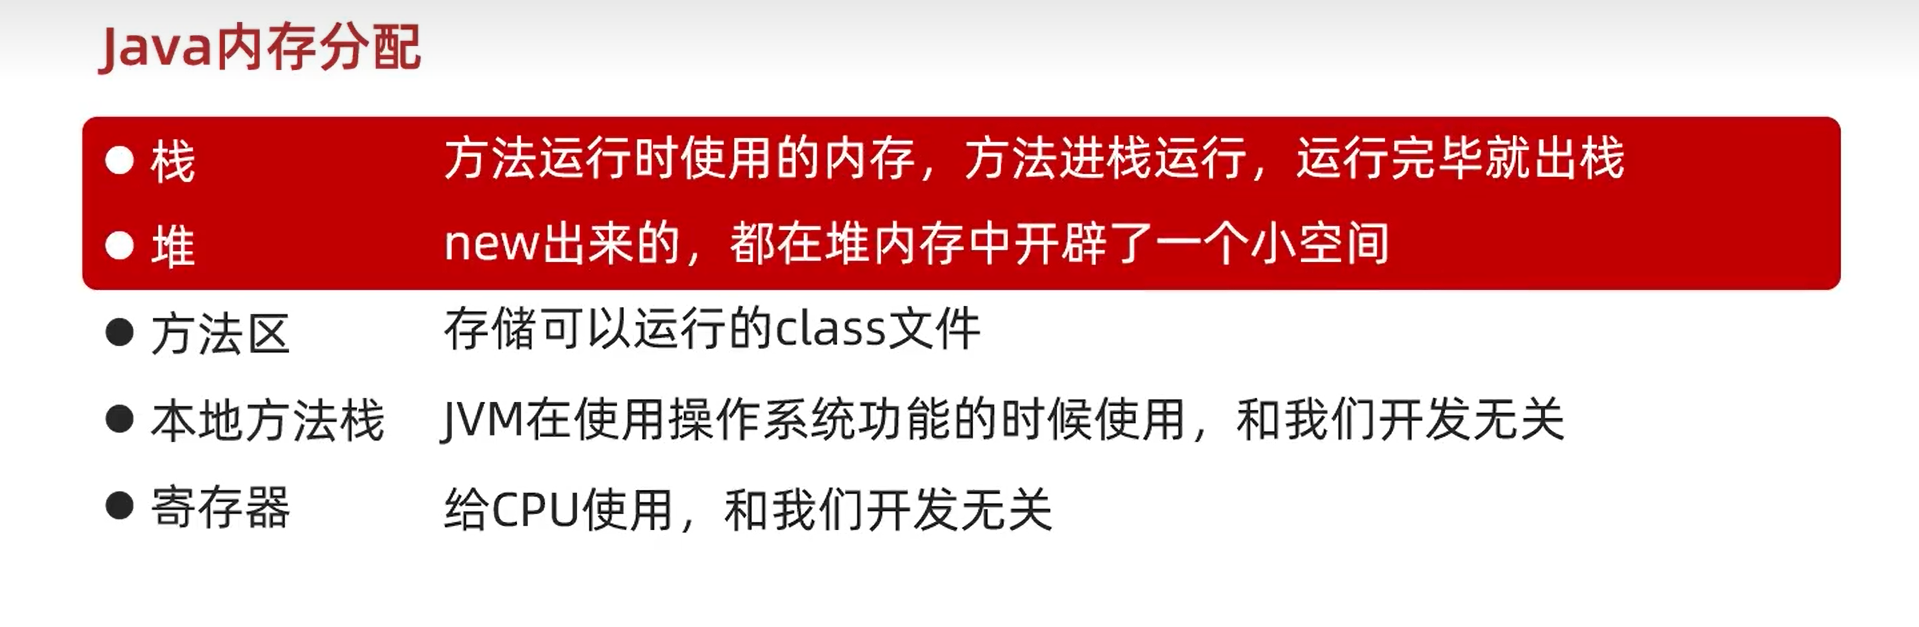 Java内存分配
● 栈 方法运行时使用的内存，方法进栈运行，运行完毕就出栈
● 堆 new出来的，都在堆内存中开辟了一个小空间
● 方法区 存储可以运行的class文件
● 本地方法栈 JVM在使用操作系统功能的时候使用，和我们开发无关
● 寄存器 给CPU使用，和我们开发无关